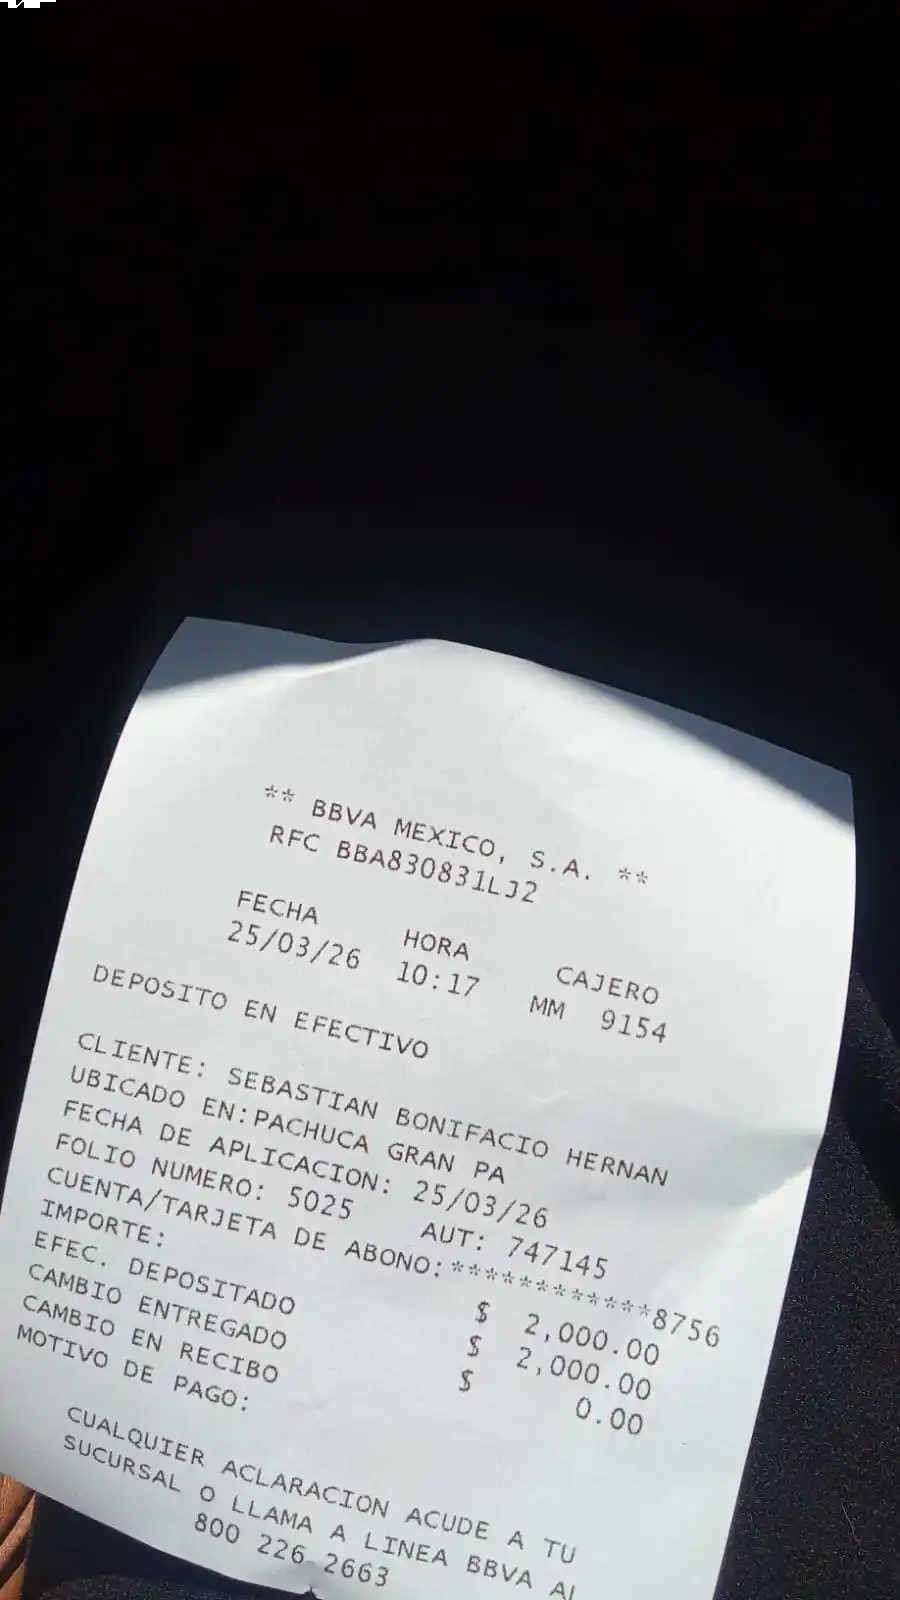 ** BBVA MEXICO, S.A. **
RFC BBA830831LJ2
FECHA HORA CAJERO
25/03/26 10:17 MM 9154
DEPOSITO EN EFECTIVO
CLIENTE: SEBASTIAN BONIFACIO HERNAN
UBICADO EN:PACHUCA GRAN PA
FECHA DE APLICACION: 25/03/26
FOLIO NUMERO: 5025 AUT: 747145
CUENTA/TARJETA DE ABONO:************8756
IMPORTE: $ 2,000.00
EFEC. DEPOSITADO $ 2,000.00
CAMBIO ENTREGADO $ 0.00
CAMBIO EN RECIBO
MOTIVO DE PAGO:
CUALQUIER ACLARACION ACUDE A TU
SUCURSAL O LLAMA A LINEA BBVA Al
800 226 2663